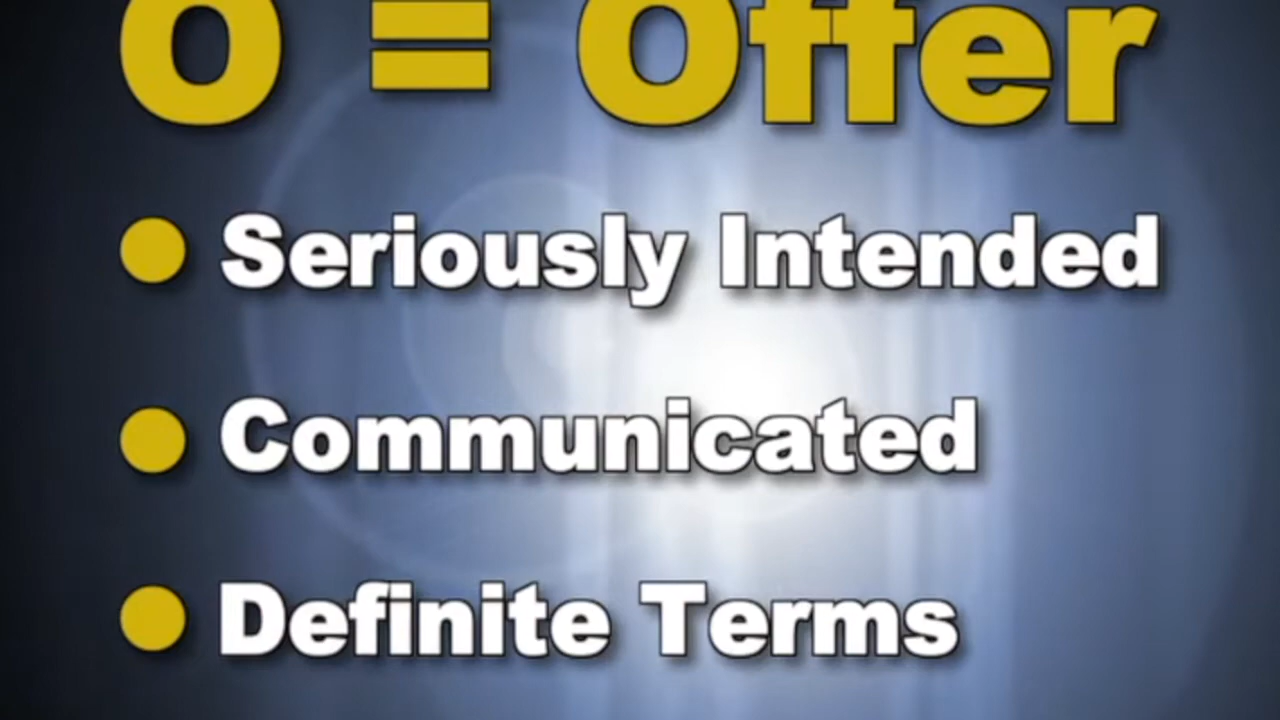 O = Offer
Seriously Intended
Communicated
Definite Terms